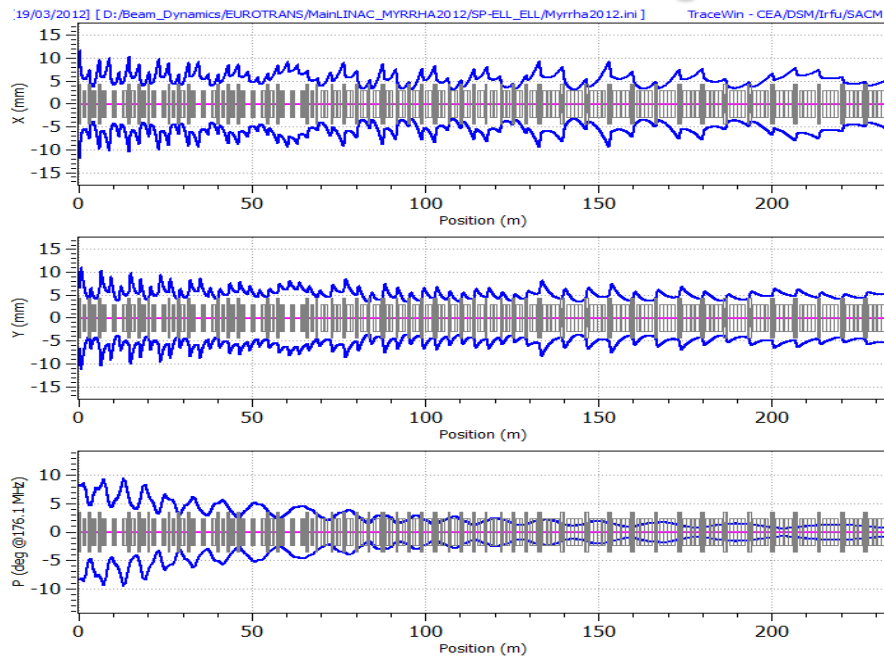 [19/03/2012] [ D:/Beam_Dynamics/EUROTRANS/MainLINAC_MYRRHA2012/SP-ELL_ELL/Myrrha2012.ini ] TraceWin - CEA/DSM/Irfu/SACM
15
10
5
0
-5
-10
-15
X (mm)
0 50 100 150 200
Position (m)
15
10
5
0
-5
-10
-15
Y (mm)
0 50 100 150 200
Position (m)
10
5
0
-5
-10
P (deg @176.1 MHz)
0 50 100 150 200
Position (m)